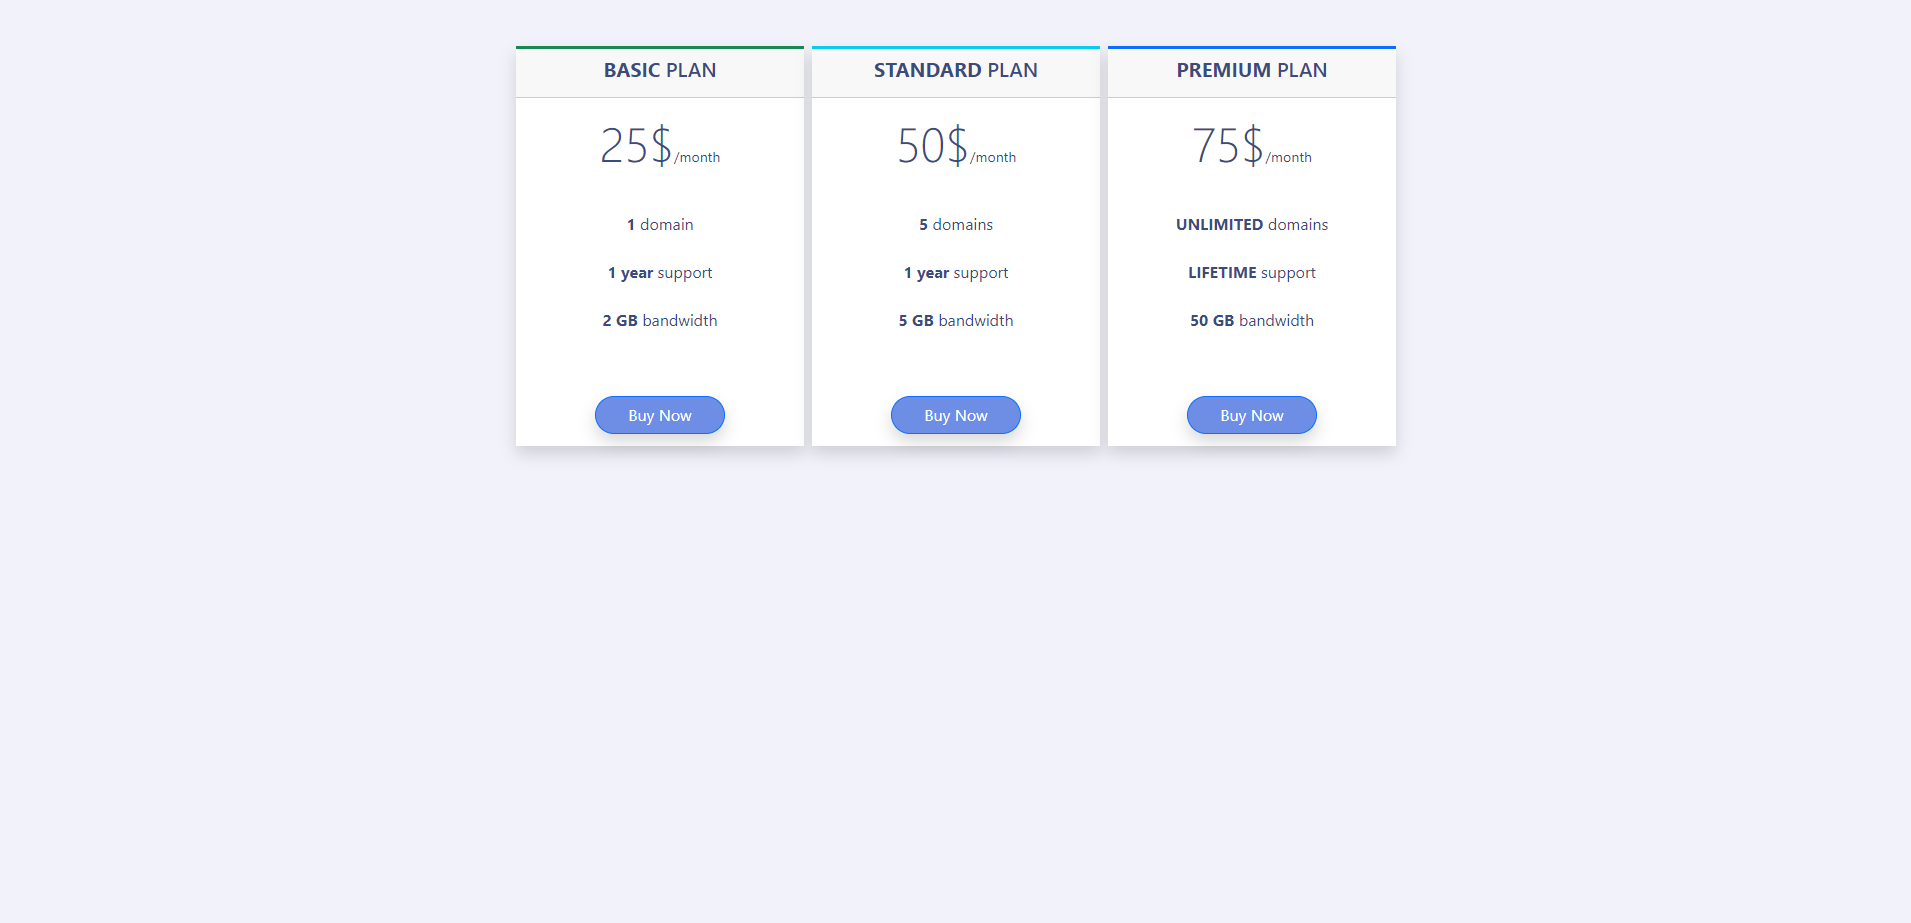 BASIC PLAN
25$/month
1 domain
1 year support
2 GB bandwidth
Buy Now
STANDARD PLAN
50$/month
5 domains
1 year support
5 GB bandwidth
Buy Now
PREMIUM PLAN
75$/month
UNLIMITED domains
LIFETIME support
50 GB bandwidth
Buy Now